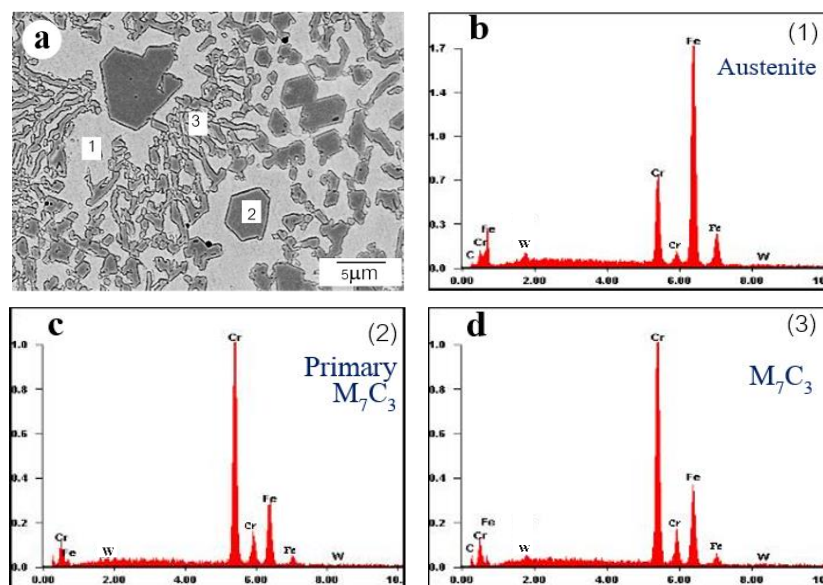 a
1
3
2
5μm
b
(1)
Austenite
1.7
1.4
1.0
0.7
0.3
0.0
Fe
Cr
Cr
Fe
Fe
Cr
C
W
W
0.00
2.00
4.00
6.00
8.00
10
c
(2)
Primary
M₇C₃
1.0
0.8
0.6
0.4
0.2
0.0
Cr
Cr
Fe
Fe
Cr
Fe
W
W
0.00
2.00
4.00
6.00
8.00
10.
d
(3)
M₇C₃
1.0
0.8
0.6
0.4
0.2
0.0
Cr
Fe
Cr
Fe
Fe
Cr
C
W
W
0.00
2.00
4.00
6.00
8.00
10